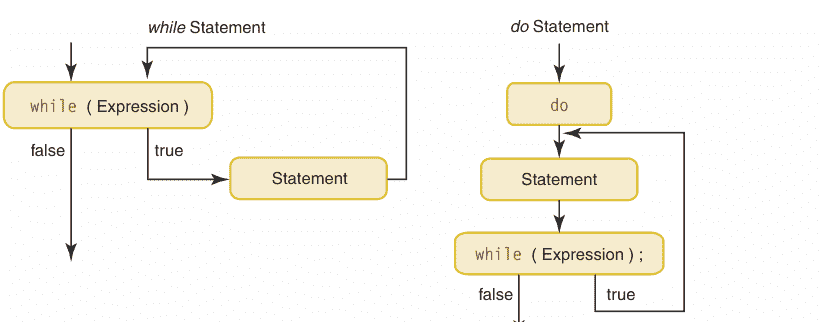 while Statement
while ( Expression )
false
true
Statement
do Statement
do
Statement
while ( Expression ) ;
false
true